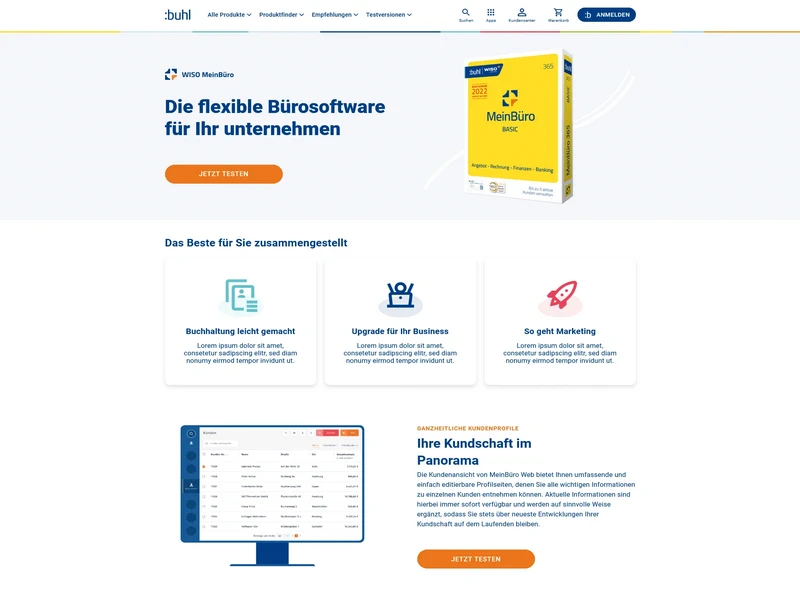 :buhl
Alle Produkte
Produktfinder
Empfehlungen
Testversionen
Suchen
Apps
Kundencenter
Warenkorb
:b ANMELDEN
WISO MeinBüro
Die flexible Bürosoftware
für Ihr unternehmen
JETZT TESTEN
:buhl WISO
365
2022
MeinBüro
BASIC
Angebot - Rechnung - Finanzen - Banking
MeinBüro 365
Das Beste für Sie zusammengestellt
Buchhaltung leicht gemacht
Lorem ipsum dolor sit amet,
consetetur sadipscing elitr, sed diam
nonumy eirmod tempor invidunt ut.
Upgrade für Ihr Business
Lorem ipsum dolor sit amet,
consetetur sadipscing elitr, sed diam
nonumy eirmod tempor invidunt ut.
So geht Marketing
Lorem ipsum dolor sit amet,
consetetur sadipscing elitr, sed diam
nonumy eirmod tempor invidunt ut.
GANZHEITLICHE KUNDENPROFILE
Ihre Kundschaft im
Panorama
Die Kundenansicht von MeinBüro Web bietet Ihnen umfassende und
einfach editierbare Profilseiten, denen Sie alle wichtigen Informationen
zu einzelnen Kunden entnehmen können. Aktuelle Informationen sind
hierbei immer sofort verfügbar und werden auf sinnvolle Weise
ergänzt, sodass Sie stets über neueste Entwicklungen Ihrer
Kundschaft auf dem Laufenden bleiben.
JETZT TESTEN